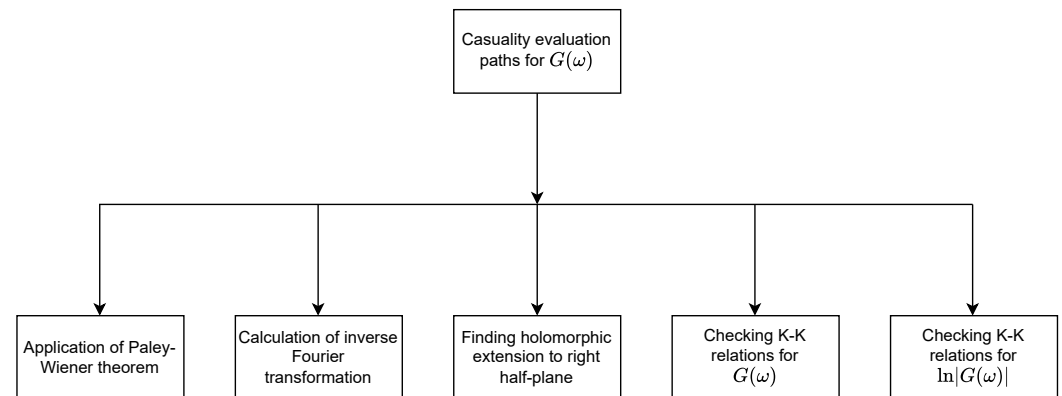 Casuality evaluation
paths for G(ω)
Application of Paley-
Wiener theorem
Calculation of inverse
Fourier
transformation
Finding holomorphic
extension to right
half-plane
Checking K-K
relations for
G(ω)
Checking K-K
relations for
ln|G(ω)|